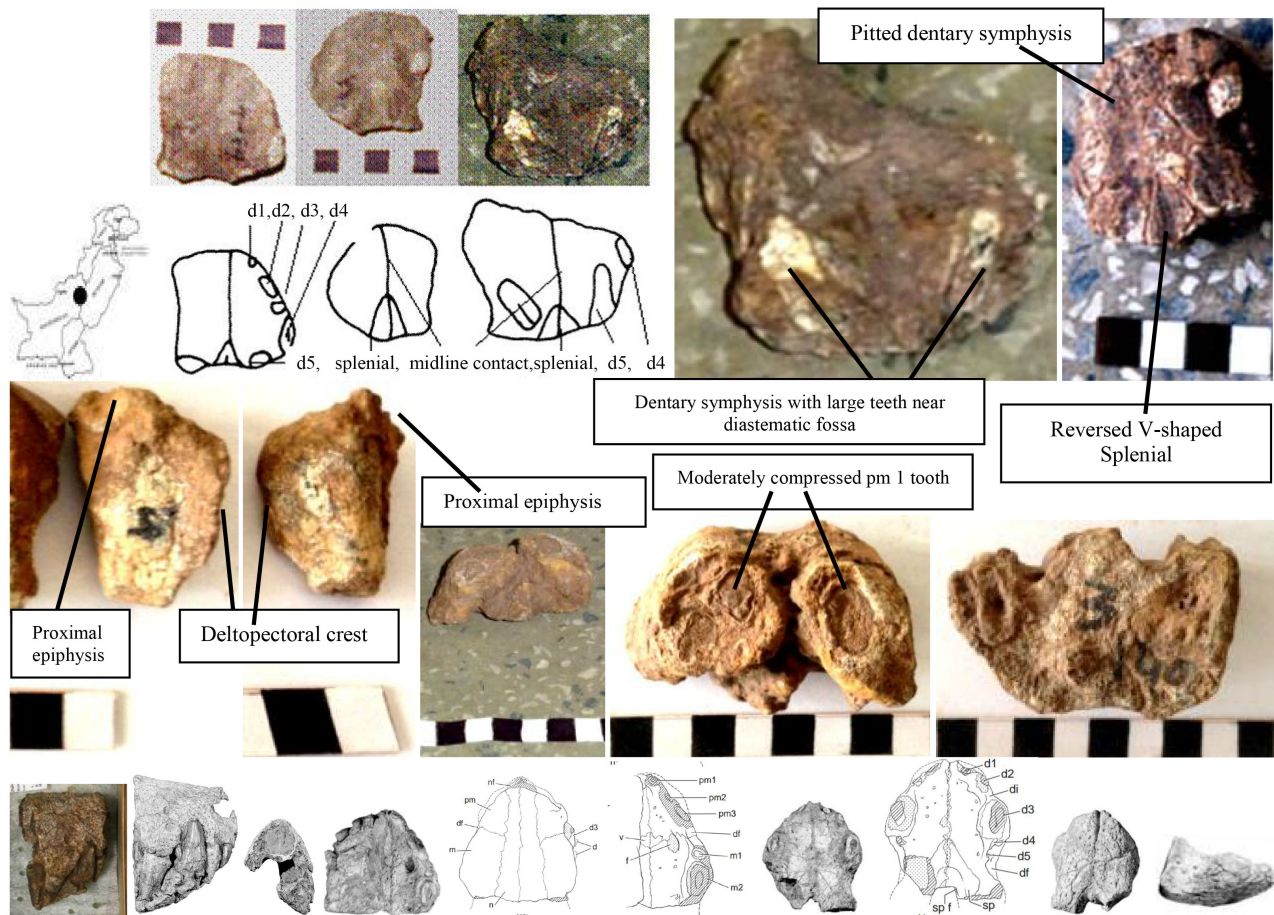 Pitted dentary symphysis
d1,d2, d3, d4
d5, splenial, midline contact,splenial, d5, d4
Dentary symphysis with large teeth near
diastematic fossa
Reversed V-shaped
Splenial
Proximal epiphysis
Moderately compressed pm 1 tooth
Proximal
epiphysis
Deltopectoral crest
3
3
140
nf
pm
df
m
n
d3
d
pm1
pm2
pm3
df
v
f
m1
m2
d1
d2
di
d3
d4
d5
df
sp f
sp